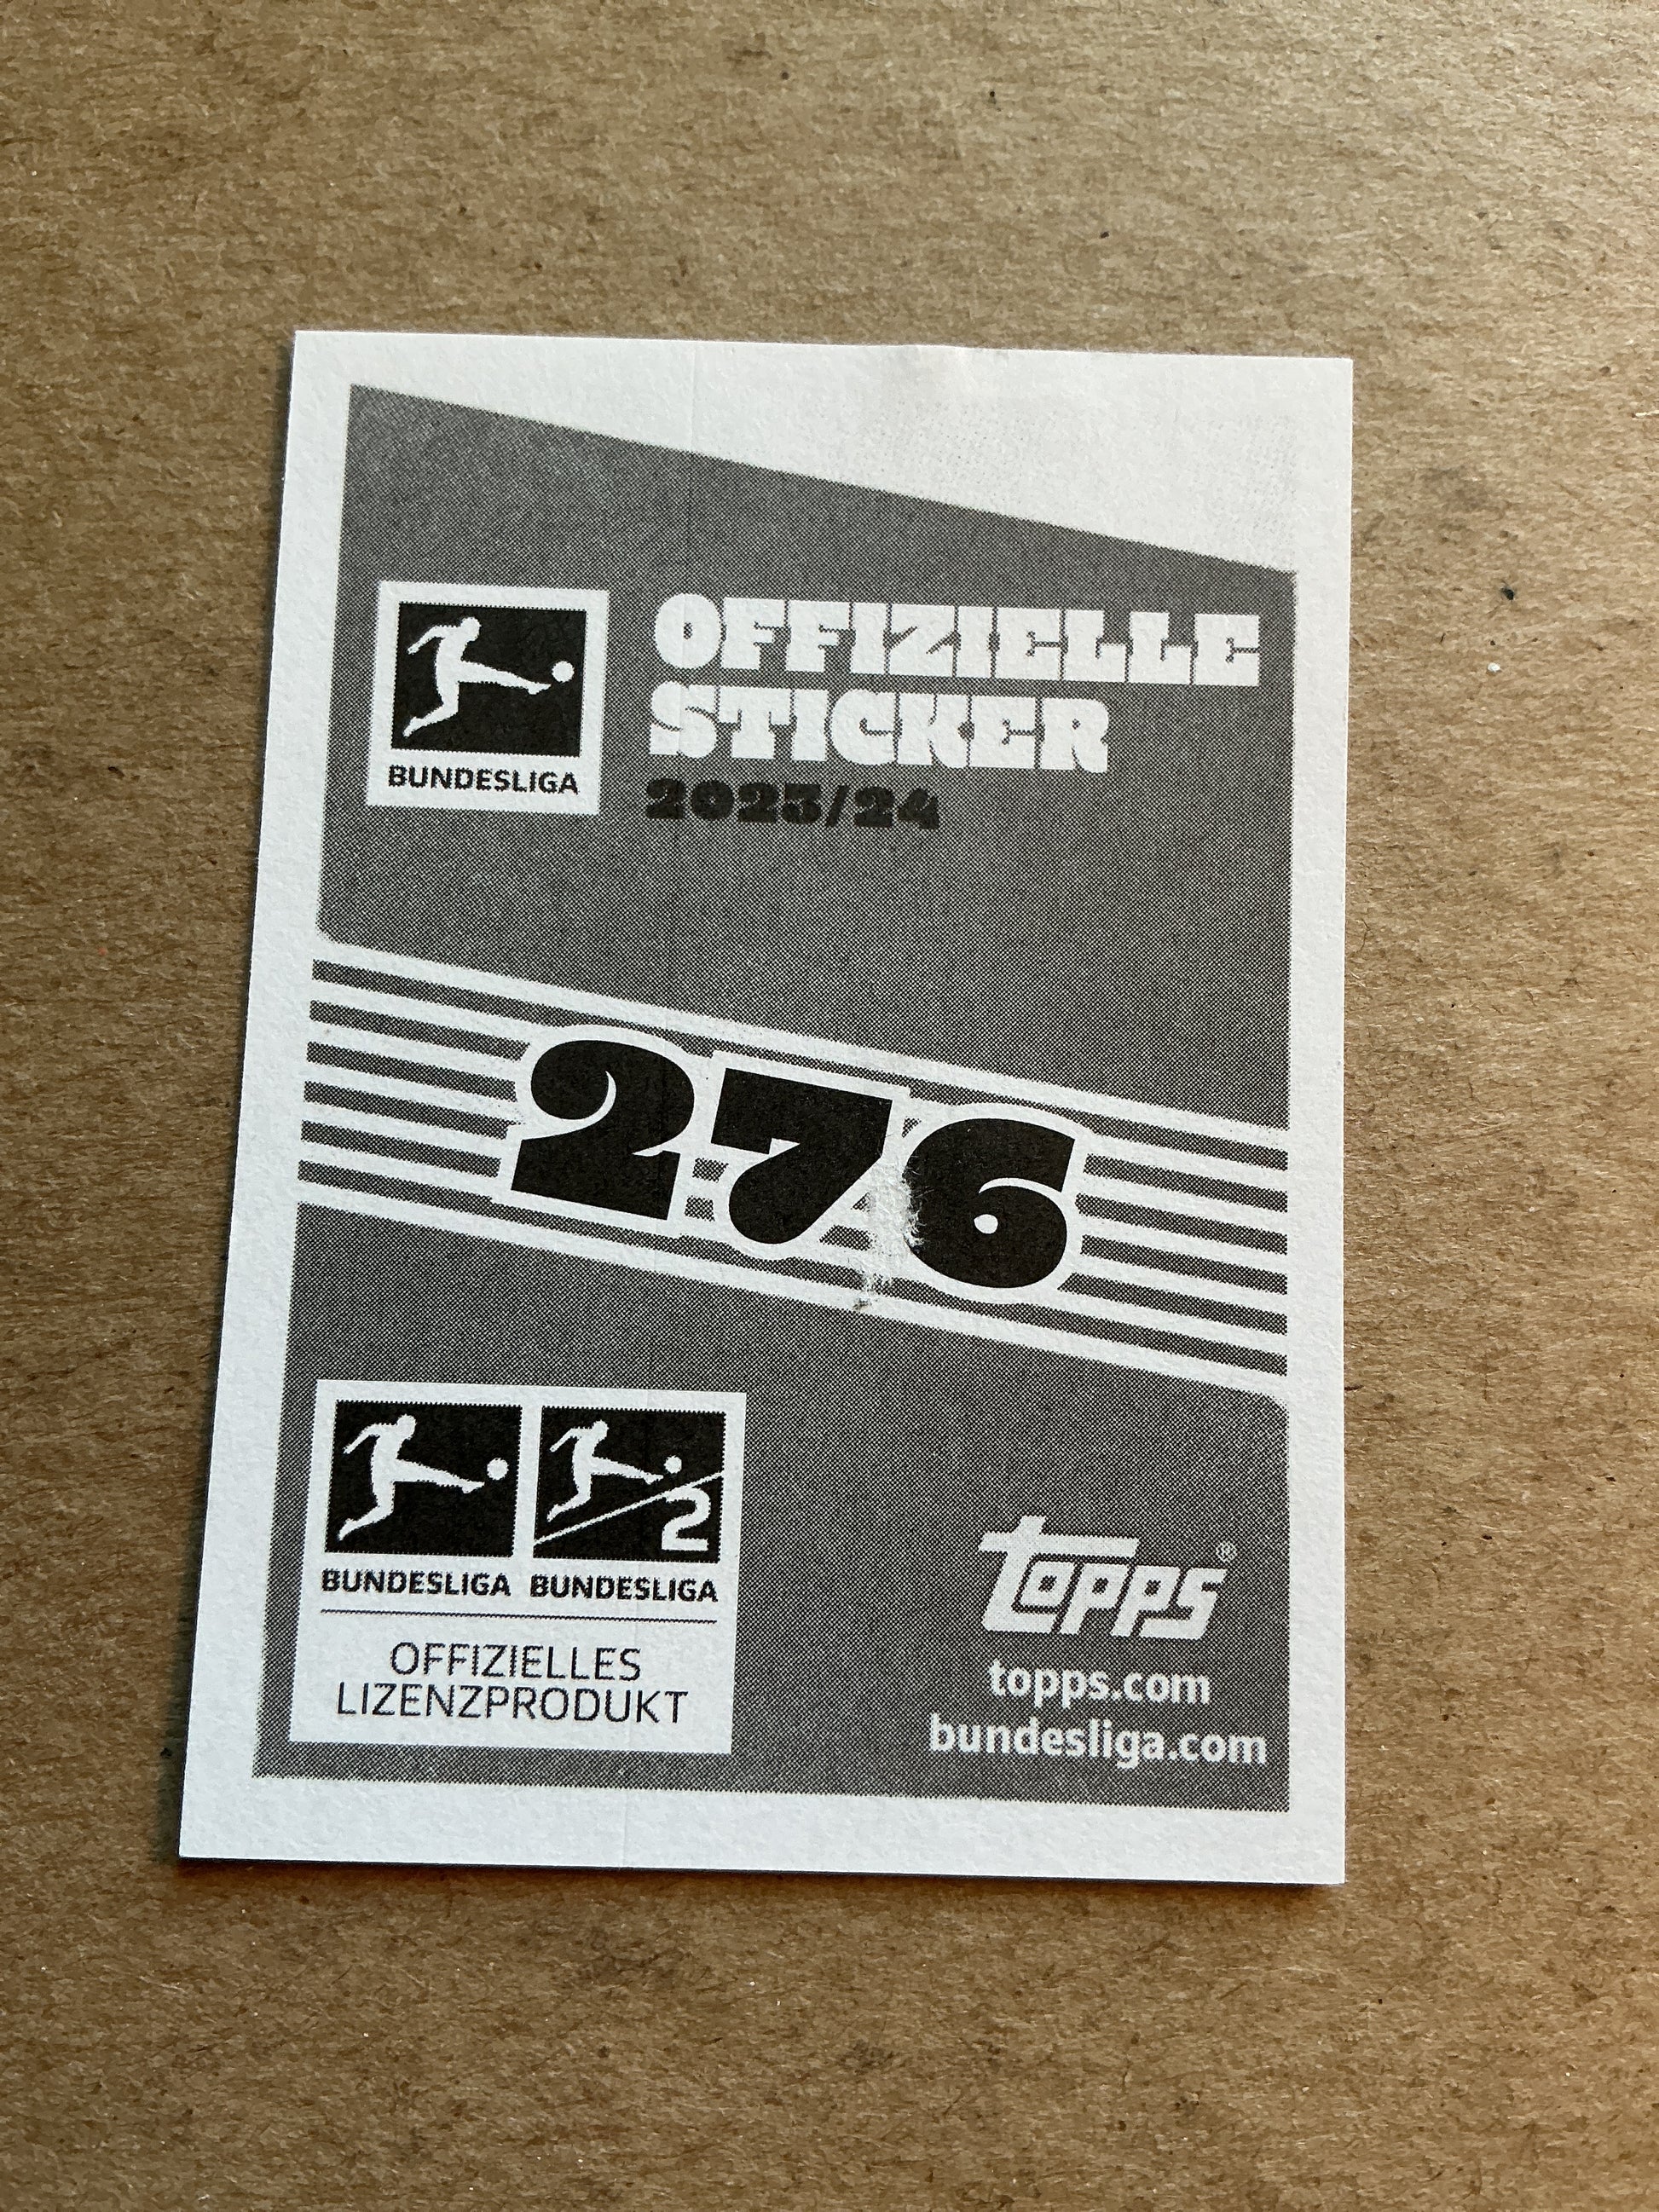 OFFIZIELLE
STICKER
2023/24
BUNDESLIGA
276
2
BUNDESLIGA BUNDESLIGA
OFFIZIELLES
LIZENZPRODUKT
topps®
topps.com
bundesliga.com